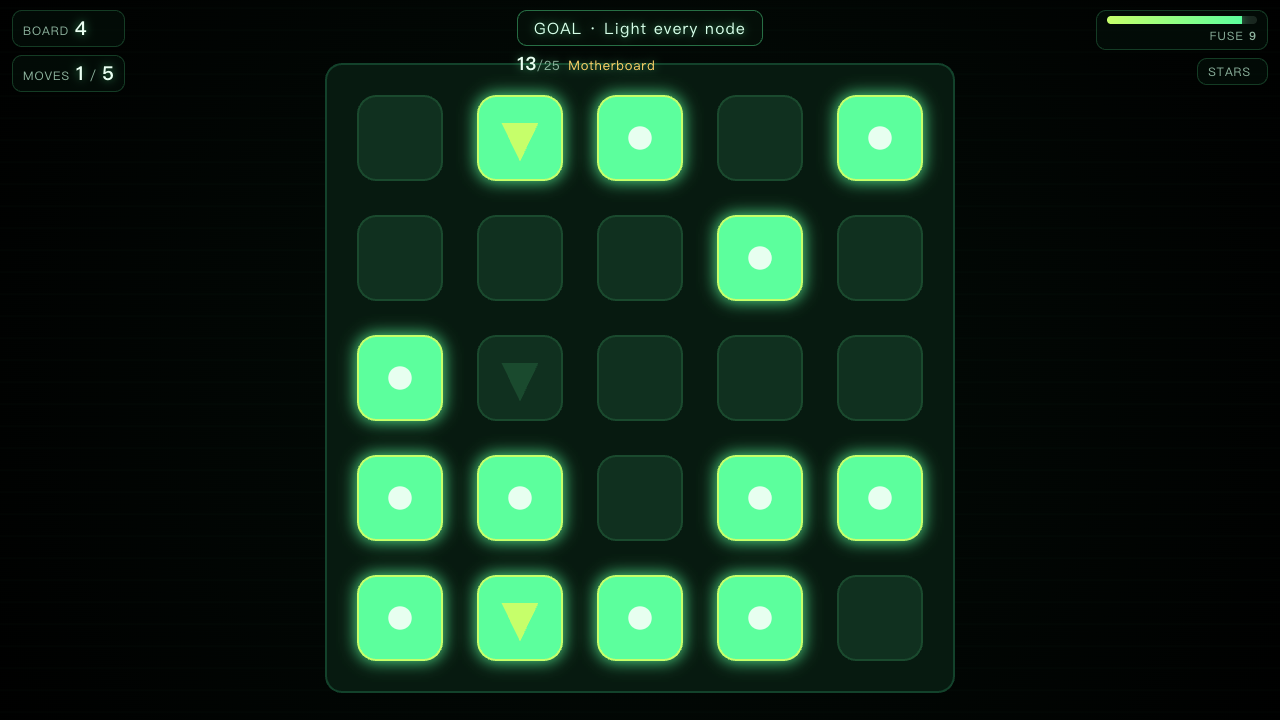 BOARD 4
MOVES 1 / 5
GOAL · Light every node
13/25 Motherboard
FUSE 9
STARS